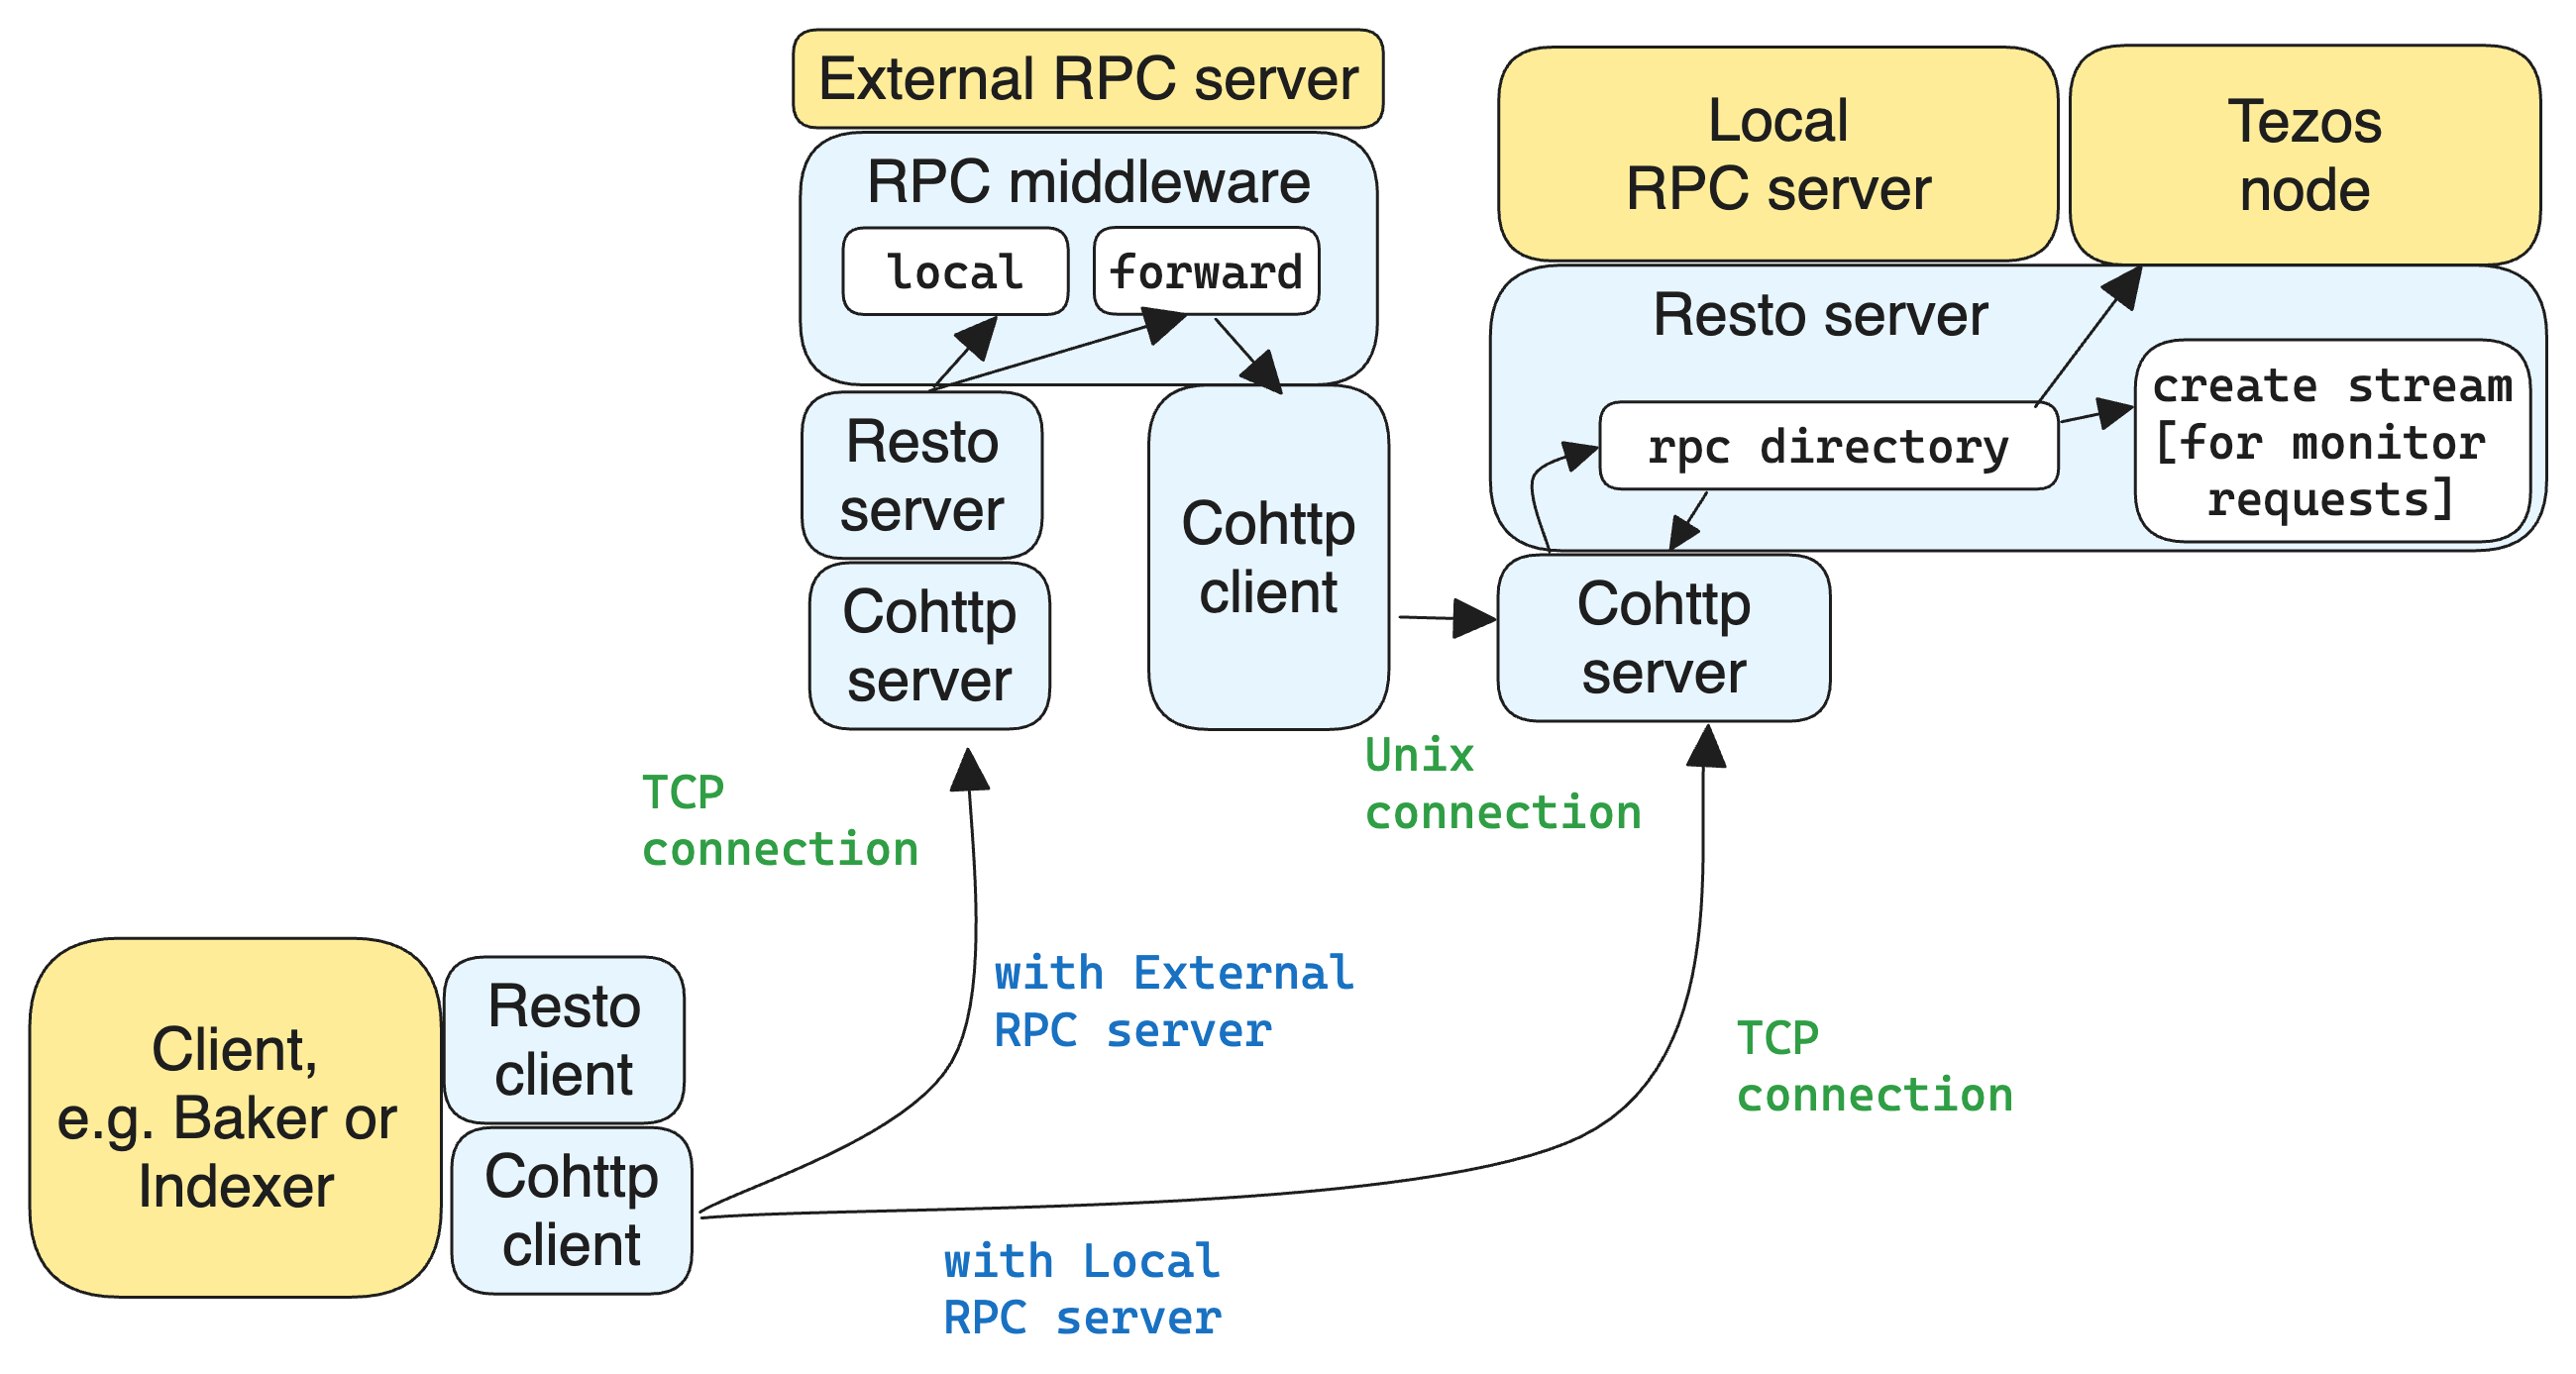 External RPC server
RPC middleware
local
forward
Resto
server
Cohttp
server
Cohttp
client
Local
RPC server
Tezos
node
Resto server
rpc directory
create stream
[for monitor
requests]
Cohttp
server
TCP
connection
Unix
connection
with External
RPC server
TCP
connection
Client,
e.g. Baker or
Indexer
Resto
client
Cohttp
client
with Local
RPC server